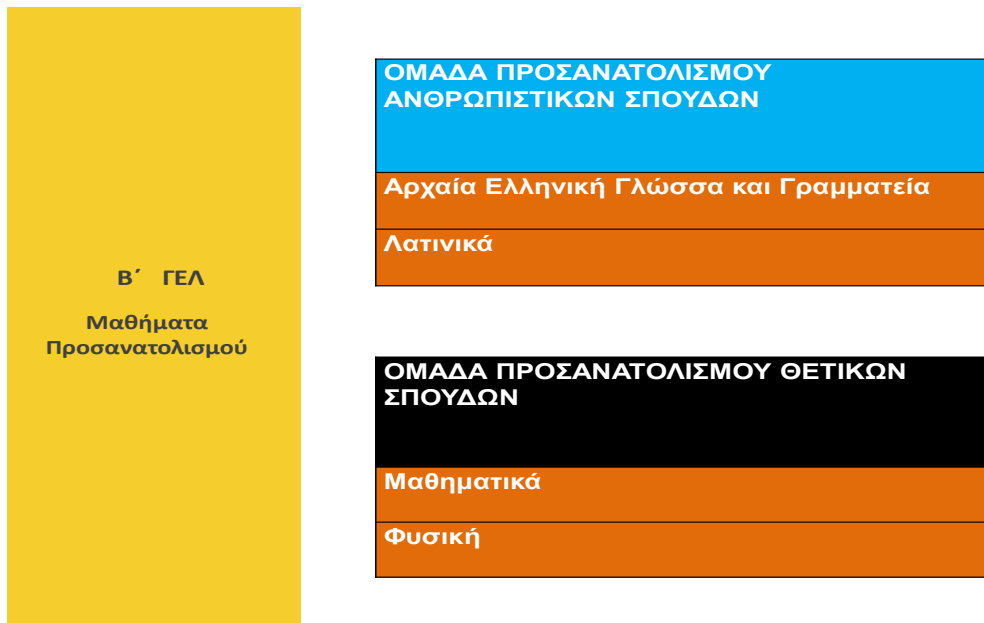 Β΄ ΓΕΛ
Μαθήματα
Προσανατολισμού
ΟΜΑΔΑ ΠΡΟΣΑΝΑΤΟΛΙΣΜΟΥ
ΑΝΘΡΩΠΙΣΤΙΚΩΝ ΣΠΟΥΔΩΝ
Αρχαία Ελληνική Γλώσσα και Γραμματεία
Λατινικά
ΟΜΑΔΑ ΠΡΟΣΑΝΑΤΟΛΙΣΜΟΥ ΘΕΤΙΚΩΝ
ΣΠΟΥΔΩΝ
Μαθηματικά
Φυσική